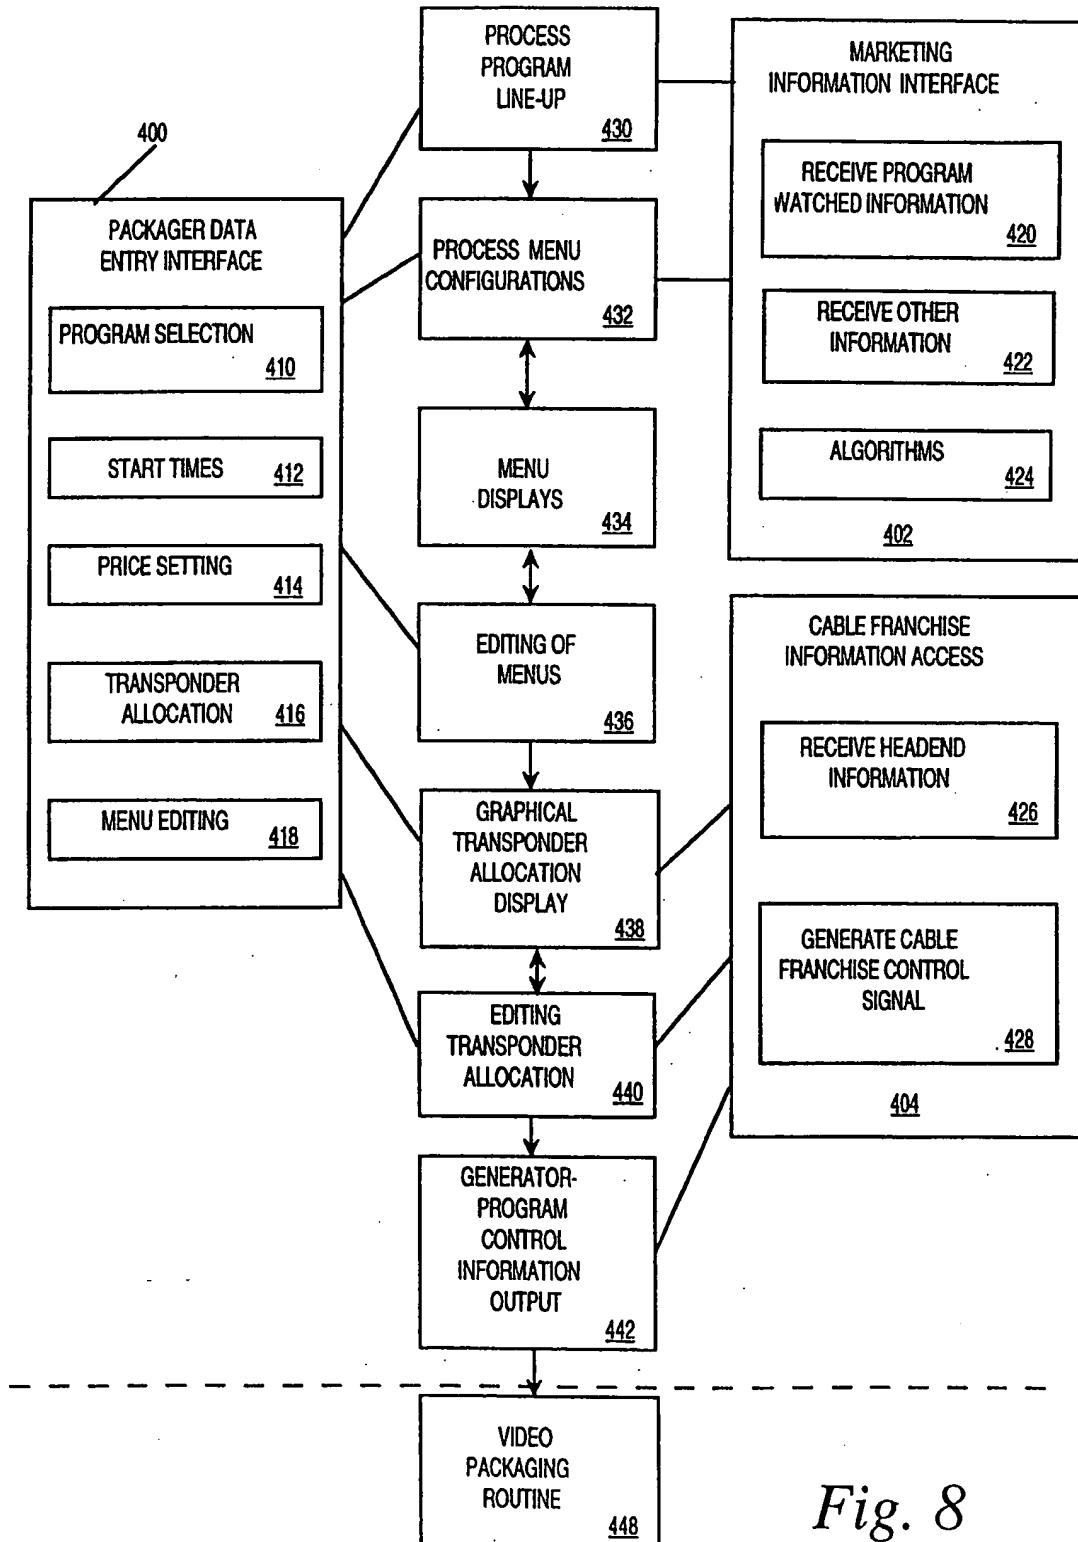 PROCESS
PROGRAM
LINE-UP
430
MARKETING
INFORMATION INTERFACE
RECEIVE PROGRAM
WATCHED INFORMATION
420
RECEIVE OTHER
INFORMATION
422
ALGORITHMS
424
402
400
PACKAGER DATA
ENTRY INTERFACE
PROGRAM SELECTION
410
START TIMES
412
PRICE SETTING
414
TRANSPONDER
ALLOCATION
416
MENU EDITING
418
PROCESS MENU
CONFIGURATIONS
432
MENU
DISPLAYS
434
EDITING OF
MENUS
436
GRAPHICAL
TRANSPONDER
ALLOCATION
DISPLAY
438
EDITING
TRANSPONDER
ALLOCATION
440
CABLE FRANCHISE
INFORMATION ACCESS
RECEIVE HEADEND
INFORMATION
426
GENERATE CABLE
FRANCHISE CONTROL
SIGNAL
428
404
GENERATOR-
PROGRAM
CONTROL
INFORMATION
OUTPUT
442
VIDEO
PACKAGING
ROUTINE
448
Fig. 8